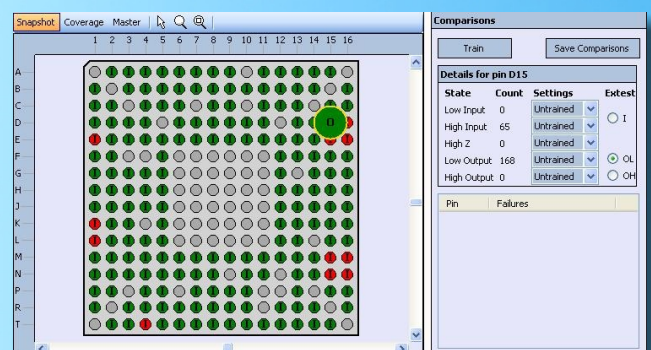 Snapshot Coverage Master
Comparisons
Train Save Comparisons
1 2 3 4 5 6 7 8 9 10 11 12 13 14 15 16
A
B
C
D
E
F
G
H
J
K
L
M
N
P
R
T
O
Details for pin D15
State Count Settings Extest
Low Input 0 Untrained I
High Input 65 Untrained
High Z 0 Untrained
Low Output 168 Untrained OL
High Output 0 Untrained OH
Pin Failures